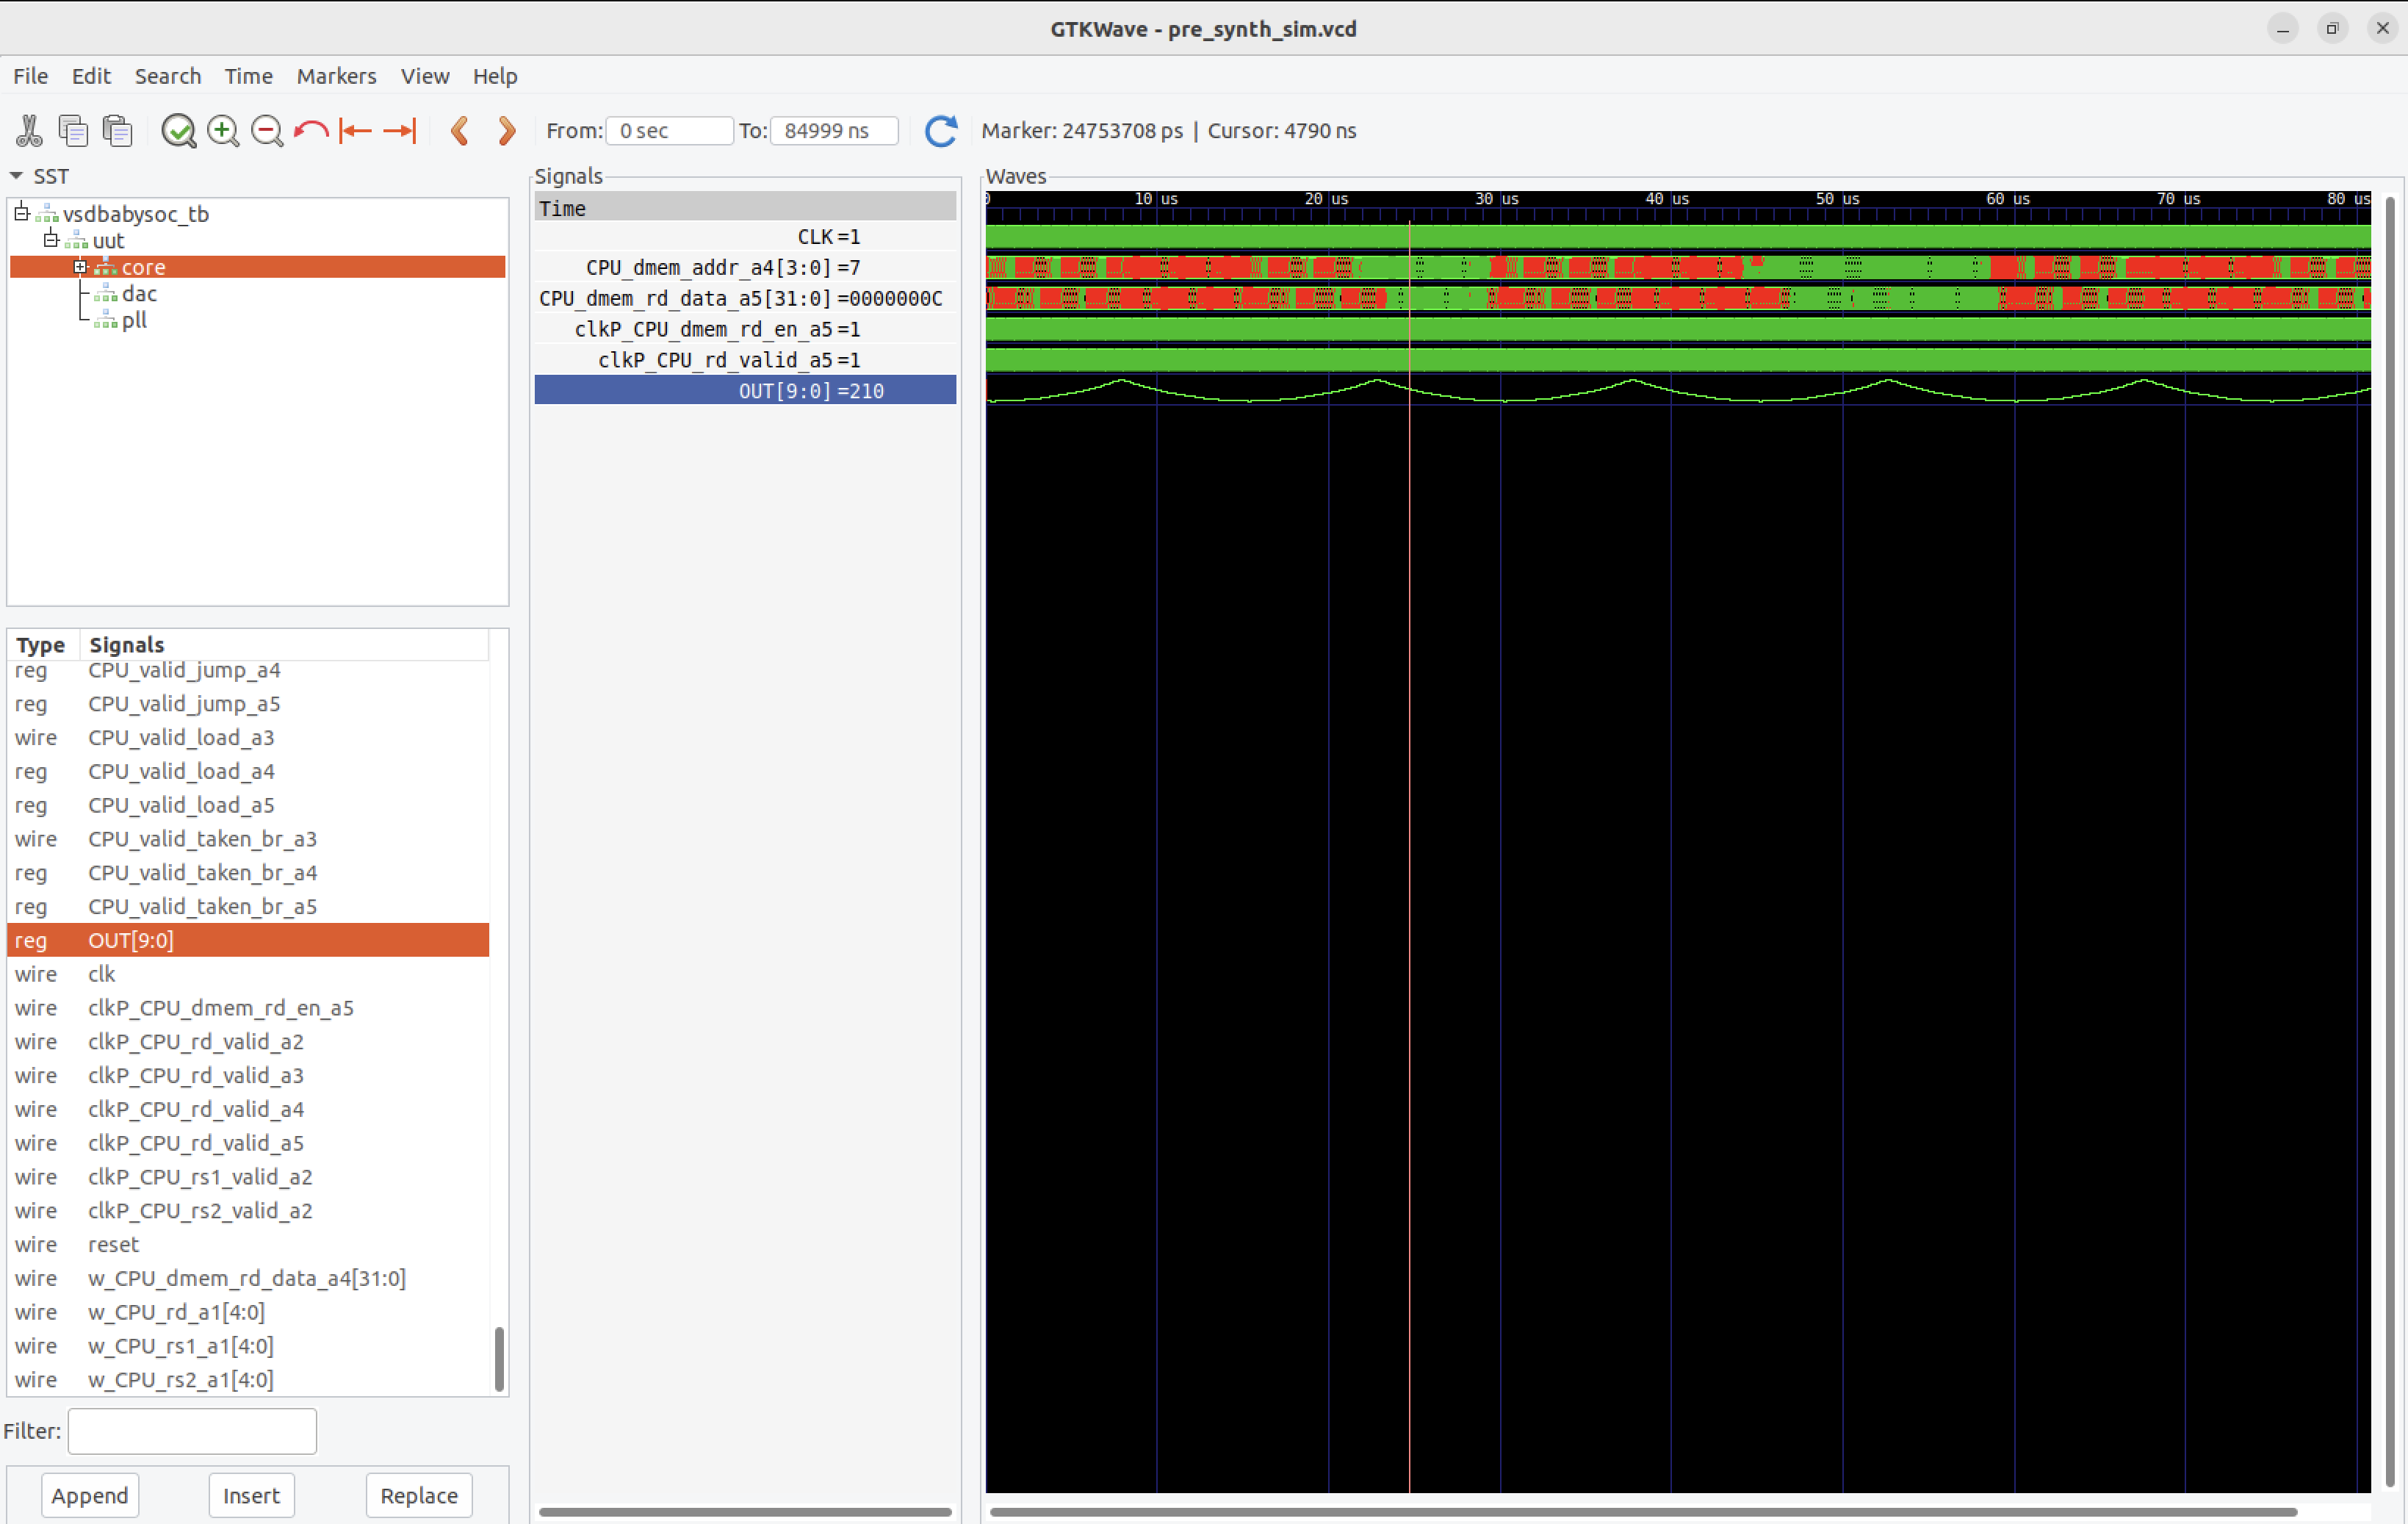 GTKWave - pre_synth_sim.vcd
File Edit Search Time Markers View Help
From: 0 sec To: 84999 ns Marker: 24753708 ps | Cursor: 4790 ns
SST
vsdbabysoc_tb
uut
core
dac
pll
Type Signals
reg CPU_valid_jump_a4
reg CPU_valid_jump_a5
wire CPU_valid_load_a3
reg CPU_valid_load_a4
reg CPU_valid_load_a5
wire CPU_valid_taken_br_a3
reg CPU_valid_taken_br_a4
reg CPU_valid_taken_br_a5
reg OUT[9:0]
wire clk
wire clkP_CPU_dmem_rd_en_a5
wire clkP_CPU_rd_valid_a2
wire clkP_CPU_rd_valid_a3
wire clkP_CPU_rd_valid_a4
wire clkP_CPU_rd_valid_a5
wire clkP_CPU_rs1_valid_a2
wire clkP_CPU_rs2_valid_a2
wire reset
wire w_CPU_dmem_rd_data_a4[31:0]
wire w_CPU_rd_a1[4:0]
wire w_CPU_rs1_a1[4:0]
wire w_CPU_rs2_a1[4:0]
Filter:
Append Insert Replace
Signals
Time
CLK=1
CPU_dmem_addr_a4[3:0]=7
CPU_dmem_rd_data_a5[31:0]=0000000C
clkP_CPU_dmem_rd_en_a5=1
clkP_CPU_rd_valid_a5=1
OUT[9:0]=210
Waves
0 10 us 20 us 30 us 40 us 50 us 60 us 70 us 80 us